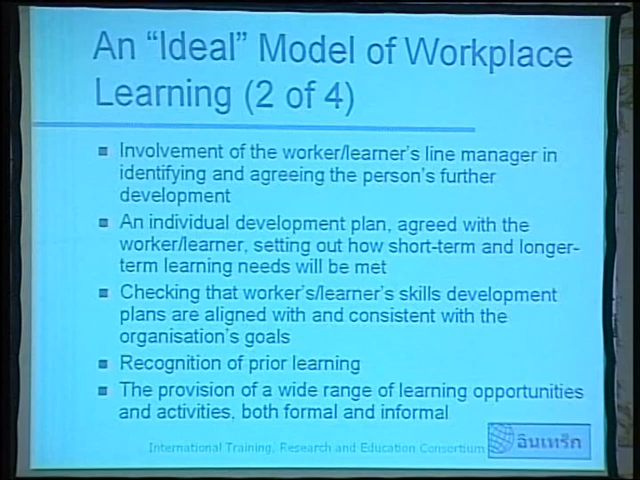 An “Ideal” Model of Workplace
Learning (2 of 4)
Involvement of the worker/learner’s line manager in
identifying and agreeing the person’s further
development
An individual development plan, agreed with the
worker/learner, setting out how short-term and longer-
term learning needs will be met
Checking that worker’s/learner’s skills development
plans are aligned with and consistent with the
organisation’s goals
Recognition of prior learning
The provision of a wide range of learning opportunities
and activities, both formal and informal
International Training, Research and Education Consortium
อินเทร็ค